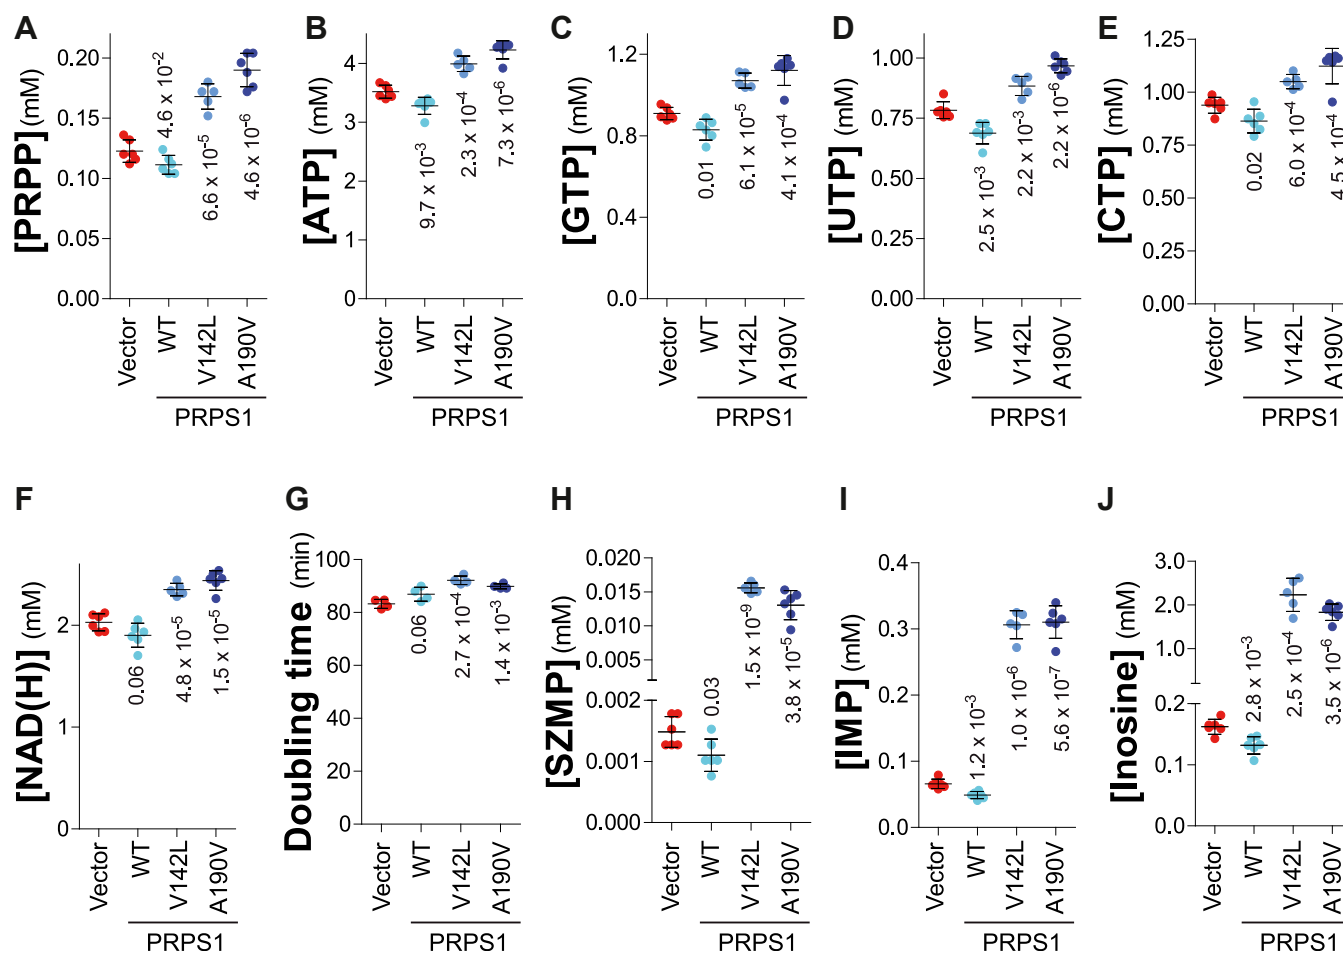 A
[PRPP] (mM)
0.20
0.15
0.10
0.05
0.00
4.6 x 10-2
6.6 x 10-5
4.6 x 10-6
Vector
WT
V142L
A190V
PRPS1
B
[ATP] (mM)
4
3
2
1
0
9.7 x 10-3
2.3 x 10-4
7.3 x 10-6
Vector
WT
V142L
A190V
PRPS1
C
[GTP] (mM)
1.2
0.8
0.4
0.0
0.01
6.1 x 10-5
4.1 x 10-4
Vector
WT
V142L
A190V
PRPS1
D
[UTP] (mM)
1.00
0.75
0.50
0.25
0.00
2.5 x 10-3
2.2 x 10-3
2.2 x 10-6
Vector
WT
V142L
A190V
PRPS1
E
[CTP] (mM)
1.25
1.00
0.75
0.50
0.25
0.00
0.02
6.0 x 10-4
4.5 x 10-4
Vector
WT
V142L
A190V
PRPS1
F
[NAD(H)] (mM)
2
1
0
0.06
4.8 x 10-5
1.5 x 10-5
Vector
WT
V142L
A190V
PRPS1
G
Doubling time (min)
100
80
60
40
20
0
0.06
2.7 x 10-4
1.4 x 10-3
Vector
WT
V142L
A190V
PRPS1
H
[SZMP] (mM)
0.020
0.015
0.010
0.005
0.002
0.001
0.000
0.03
1.5 x 10-9
3.8 x 10-5
Vector
WT
V142L
A190V
PRPS1
I
[IMP] (mM)
0.4
0.3
0.2
0.1
0.0
1.2 x 10-3
1.0 x 10-6
5.6 x 10-7
Vector
WT
V142L
A190V
PRPS1
J
[Inosine] (mM)
3.0
2.0
1.0
0.2
0.1
0.0
2.8 x 10-3
2.5 x 10-4
3.5 x 10-6
Vector
WT
V142L
A190V
PRPS1